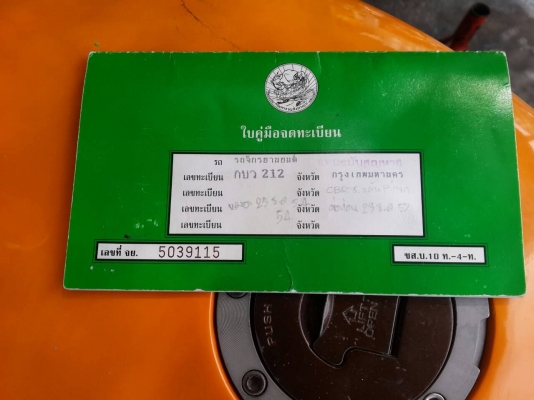 ใบคู่มือจดทะเบียน
รถ รถจักรยานยนต์
เลขทะเบียน กบว 212 จังหวัด กรุงเทพมหานคร
เลขทะเบียน จังหวัด
เลขทะเบียน จังหวัด
เลขทะเบียน จังหวัด
เลขที่ จย. 5039115
ขส.บ.10 ท.-4-ท.
PUSH
LIFT
OPEN